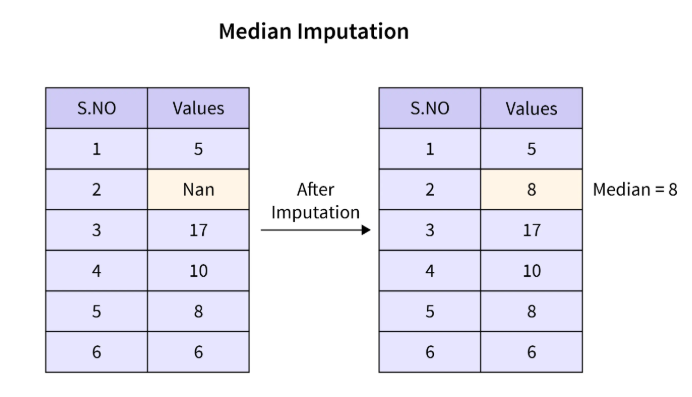 Median Imputation
S.NO Values
1 5
2 Nan
3 17
4 10
5 8
6 6
After
Imputation
S.NO Values
1 5
2 8
3 17
4 10
5 8
6 6
Median = 8